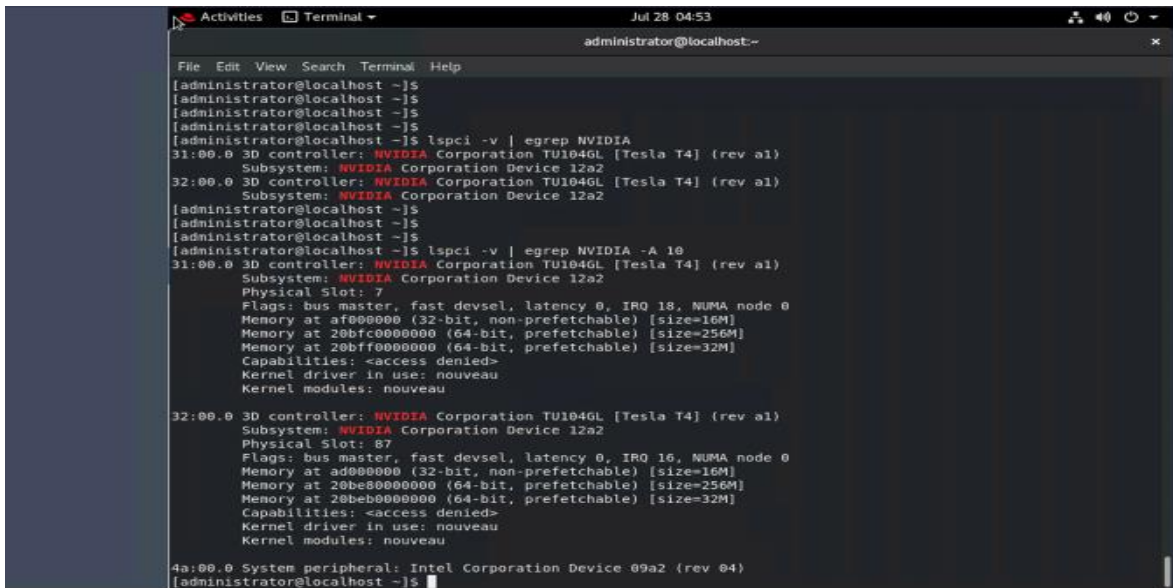 Activities Terminal Jul 28 04:53
administrator@localhost:~ ×
File Edit View Search Terminal Help
[administrator@localhost ~]$
[administrator@localhost ~]$
[administrator@localhost ~]$
[administrator@localhost ~]$
[administrator@localhost ~]$ lspci -v | egrep NVIDIA
31:00.0 3D controller: NVIDIA Corporation TU104GL [Tesla T4] (rev a1)
Subsystem: NVIDIA Corporation Device 12a2
32:00.0 3D controller: NVIDIA Corporation TU104GL [Tesla T4] (rev a1)
Subsystem: NVIDIA Corporation Device 12a2
[administrator@localhost ~]$
[administrator@localhost ~]$
[administrator@localhost ~]$
[administrator@localhost ~]$ lspci -v | egrep NVIDIA -A 10
31:00.0 3D controller: NVIDIA Corporation TU104GL [Tesla T4] (rev a1)
Subsystem: NVIDIA Corporation Device 12a2
Physical Slot: 7
Flags: bus master, fast devsel, latency 0, IRQ 18, NUMA node 0
Memory at af000000 (32-bit, non-prefetchable) [size=16M]
Memory at 20bfc0000000 (64-bit, prefetchable) [size=256M]
Memory at 20bff0000000 (64-bit, prefetchable) [size=32M]
Capabilities: <access denied>
Kernel driver in use: nouveau
Kernel modules: nouveau
32:00.0 3D controller: NVIDIA Corporation TU104GL [Tesla T4] (rev a1)
Subsystem: NVIDIA Corporation Device 12a2
Physical Slot: 87
Flags: bus master, fast devsel, latency 0, IRQ 16, NUMA node 0
Memory at ad000000 (32-bit, non-prefetchable) [size=16M]
Memory at 20be80000000 (64-bit, prefetchable) [size=256M]
Memory at 20beb0000000 (64-bit, prefetchable) [size=32M]
Capabilities: <access denied>
Kernel driver in use: nouveau
Kernel modules: nouveau
4a:00.0 System peripheral: Intel Corporation Device 09a2 (rev 04)
[administrator@localhost ~]$